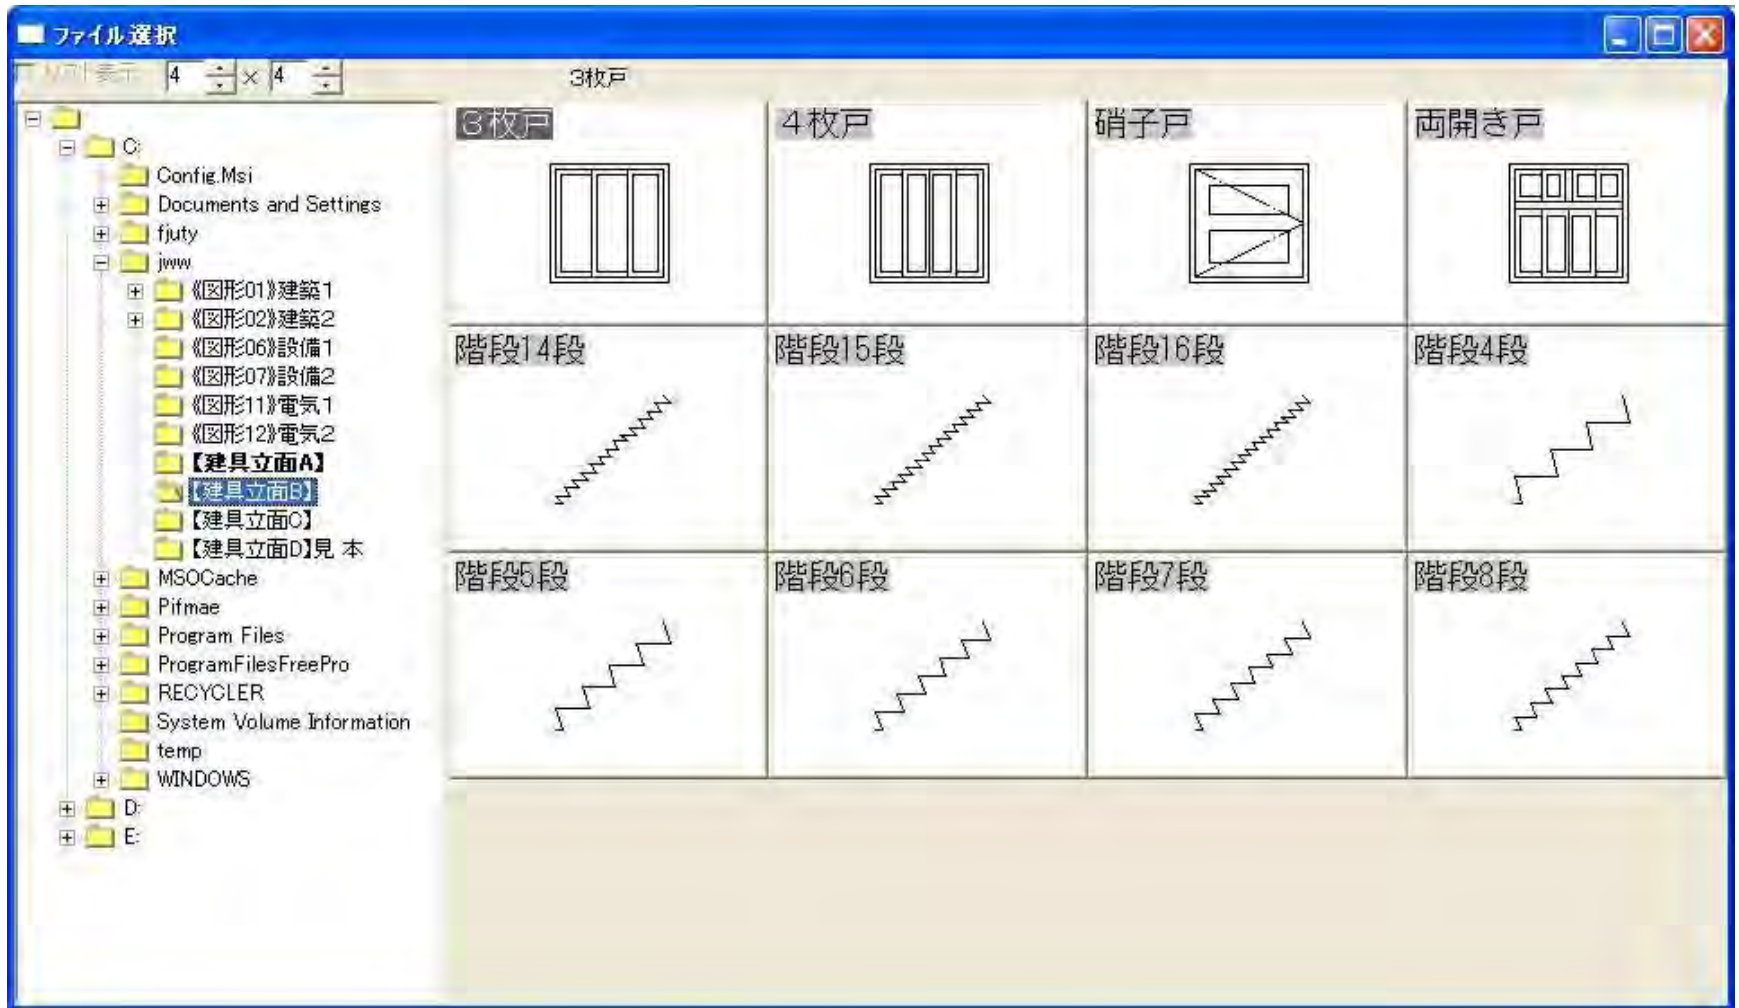 ファイル選択
リスト表示 4 × 4 3枚戸
C:
Config.Msi
Documents and Settings
fjuty
jww
《図形01》建築1
《図形02》建築2
《図形06》設備1
《図形07》設備2
《図形11》電気1
《図形12》電気2
【建具立面A】
【建具立面B】
【建具立面C】
【建具立面D】見 本
MSOCache
Pifmae
Program Files
ProgramFilesFreePro
RECYCLER
System Volume Information
temp
WINDOWS
D:
E:
3枚戸 4枚戸 硝子戸 両開き戸
階段14段 階段15段 階段16段 階段4段
階段5段 階段6段 階段7段 階段8段